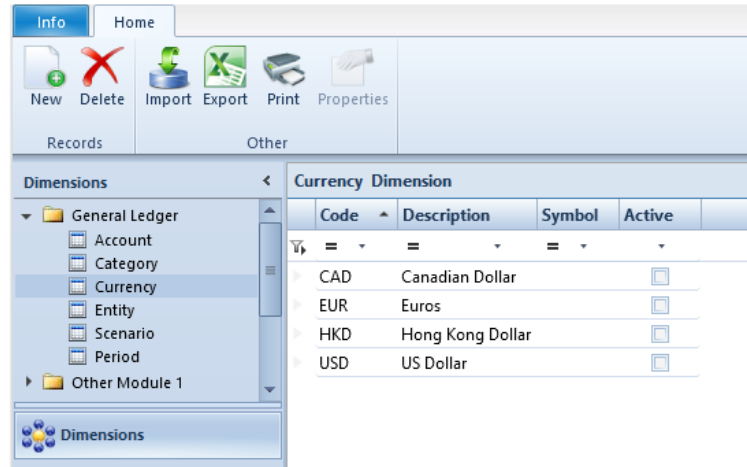 Info Home
New Delete Import Export Print Properties
Records Other
Dimensions
General Ledger
Account
Category
Currency
Entity
Scenario
Period
Other Module 1
Dimensions
Currency Dimension
Code Description Symbol Active
= = =
CAD Canadian Dollar
EUR Euros
HKD Hong Kong Dollar
USD US Dollar